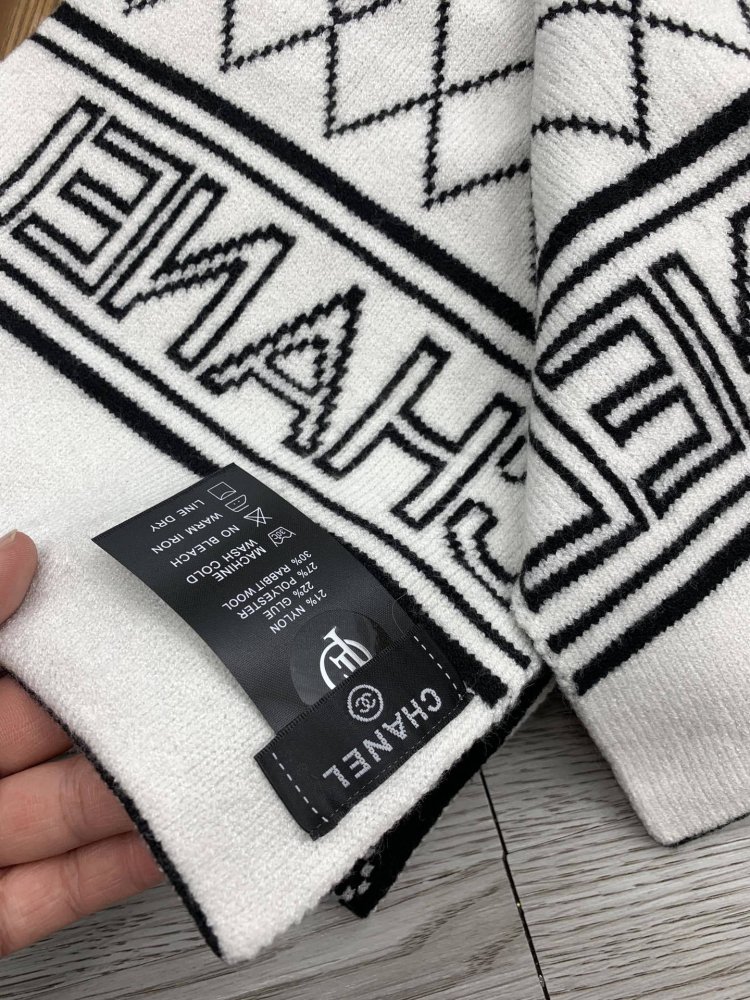 CHANEL
CHANEL
21% NYLON
22% GLUE
27% POLYESTER
30% RABBIT WOOL
MACHINE
WASH COLD
NO BLEACH
WARM IRON
LINE DRY